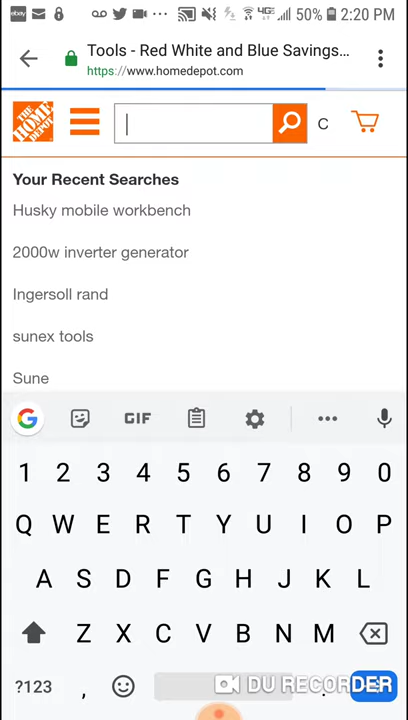 ebay 4G 50% 2:20 PM
Tools - Red White and Blue Savings...
https://www.homedepot.com
THE HOME DEPOT C
Your Recent Searches
Husky mobile workbench
2000w inverter generator
Ingersoll rand
sunex tools
Sune
G GIF
1 2 3 4 5 6 7 8 9 0
Q W E R T Y U I O P
A S D F G H J K L
Z X C V B N M
?123 , DU RECORDER .